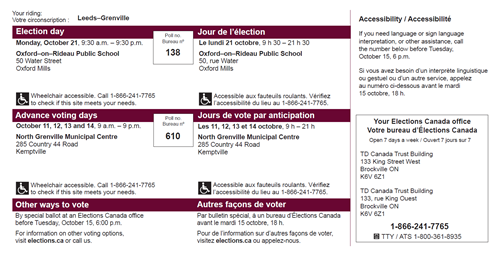 Your riding:
Votre circonscription : Leeds–Grenville
Election day
Monday, October 21, 9:30 a.m. – 9:30 p.m.
Oxford–on–Rideau Public School
50 Water Street
Oxford Mills
Wheelchair accessible. Call 1-866-241-7765
to check if this site meets your needs.
Poll no.
Bureau nº
138
Jour de l'élection
Le lundi 21 octobre, 9 h 30 – 21 h 30
Oxford–on–Rideau Public School
50, rue Water
Oxford Mills
Accessible aux fauteuils roulants. Vérifiez
l'accessibilité du lieu au 1-866-241-7765.
Advance voting days
October 11, 12, 13 and 14, 9 a.m. – 9 p.m.
North Grenville Municipal Centre
285 County 44 Road
Kemptville
Wheelchair accessible. Call 1-866-241-7765
to check if this site meets your needs.
Poll no.
Bureau nº
610
Jours de vote par anticipation
Les 11, 12, 13 et 14 octobre, 9 h – 21 h
North Grenville Municipal Centre
285 County 44 Road
Kemptville
Accessible aux fauteuils roulants. Vérifiez
l'accessibilité du lieu au 1-866-241-7765.
Other ways to vote
By special ballot at an Elections Canada office
before Tuesday, October 15, 6:00 p.m.
For information on other voting options,
visit elections.ca or call us.
Autres façons de voter
Par bulletin spécial, à un bureau d'Élections Canada
avant le mardi 15 octobre, 18 h.
Pour de l'information sur d'autres façons de voter,
visitez elections.ca ou appelez-nous.
Accessibility / Accessibilité
If you need language or sign language
interpretation, or other assistance, call
the number below before Tuesday,
October 15, 6 p.m.
Si vous avez besoin d'un interprète linguistique
ou gestuel ou d'un autre service, appelez
au numéro ci-dessous avant le mardi
15 octobre, 18 h.
Your Elections Canada office
Votre bureau d'Élections Canada
Open 7 days a week / Ouvert 7 jours sur 7
TD Canada Trust Building
133 King Street West
Brockville ON
K6V 6Z1
TD Canada Trust Building
133, rue King Ouest
Brockville ON
K6V 6Z1
1-866-241-7765
TTY / ATS 1-800-361-8935